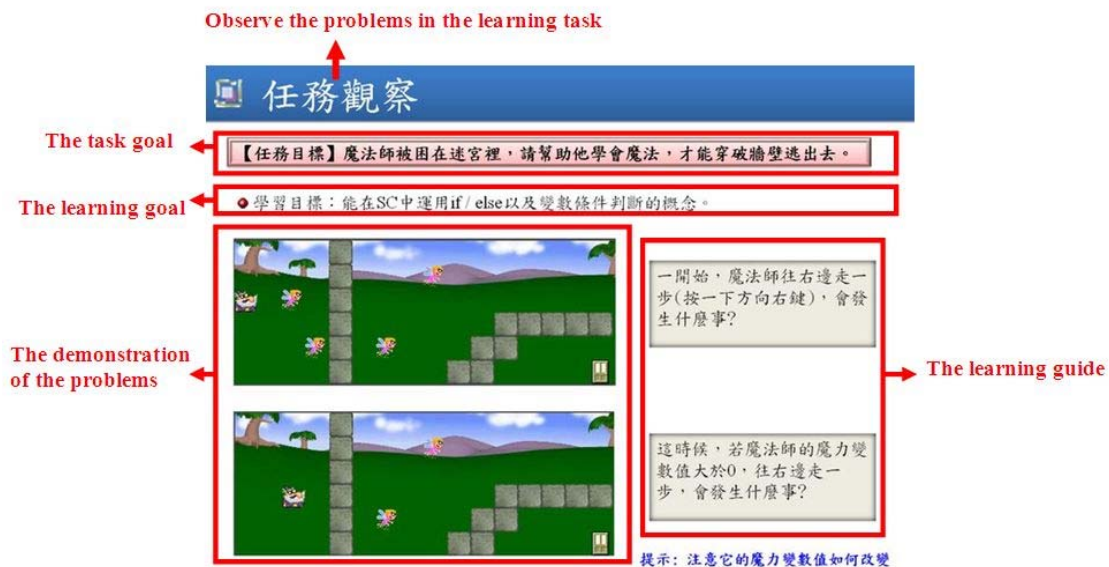 Observe the problems in the learning task
任務觀察
The task goal
【任務目標】魔法師被困在迷宮裡，請幫助他學會魔法，才能穿破牆壁逃出去。
The learning goal
學習目標：能在SC中運用if / else以及變數條件判斷的概念。
The demonstration
of the problems
一開始，魔法師往右邊走一
步(按一下方向右鍵)，會發
生什麼事?
The learning guide
這時候，若魔法師的魔力變
數值大於0，往右邊走一
步，會發生什麼事?
提示: 注意它的魔力變數值如何改變